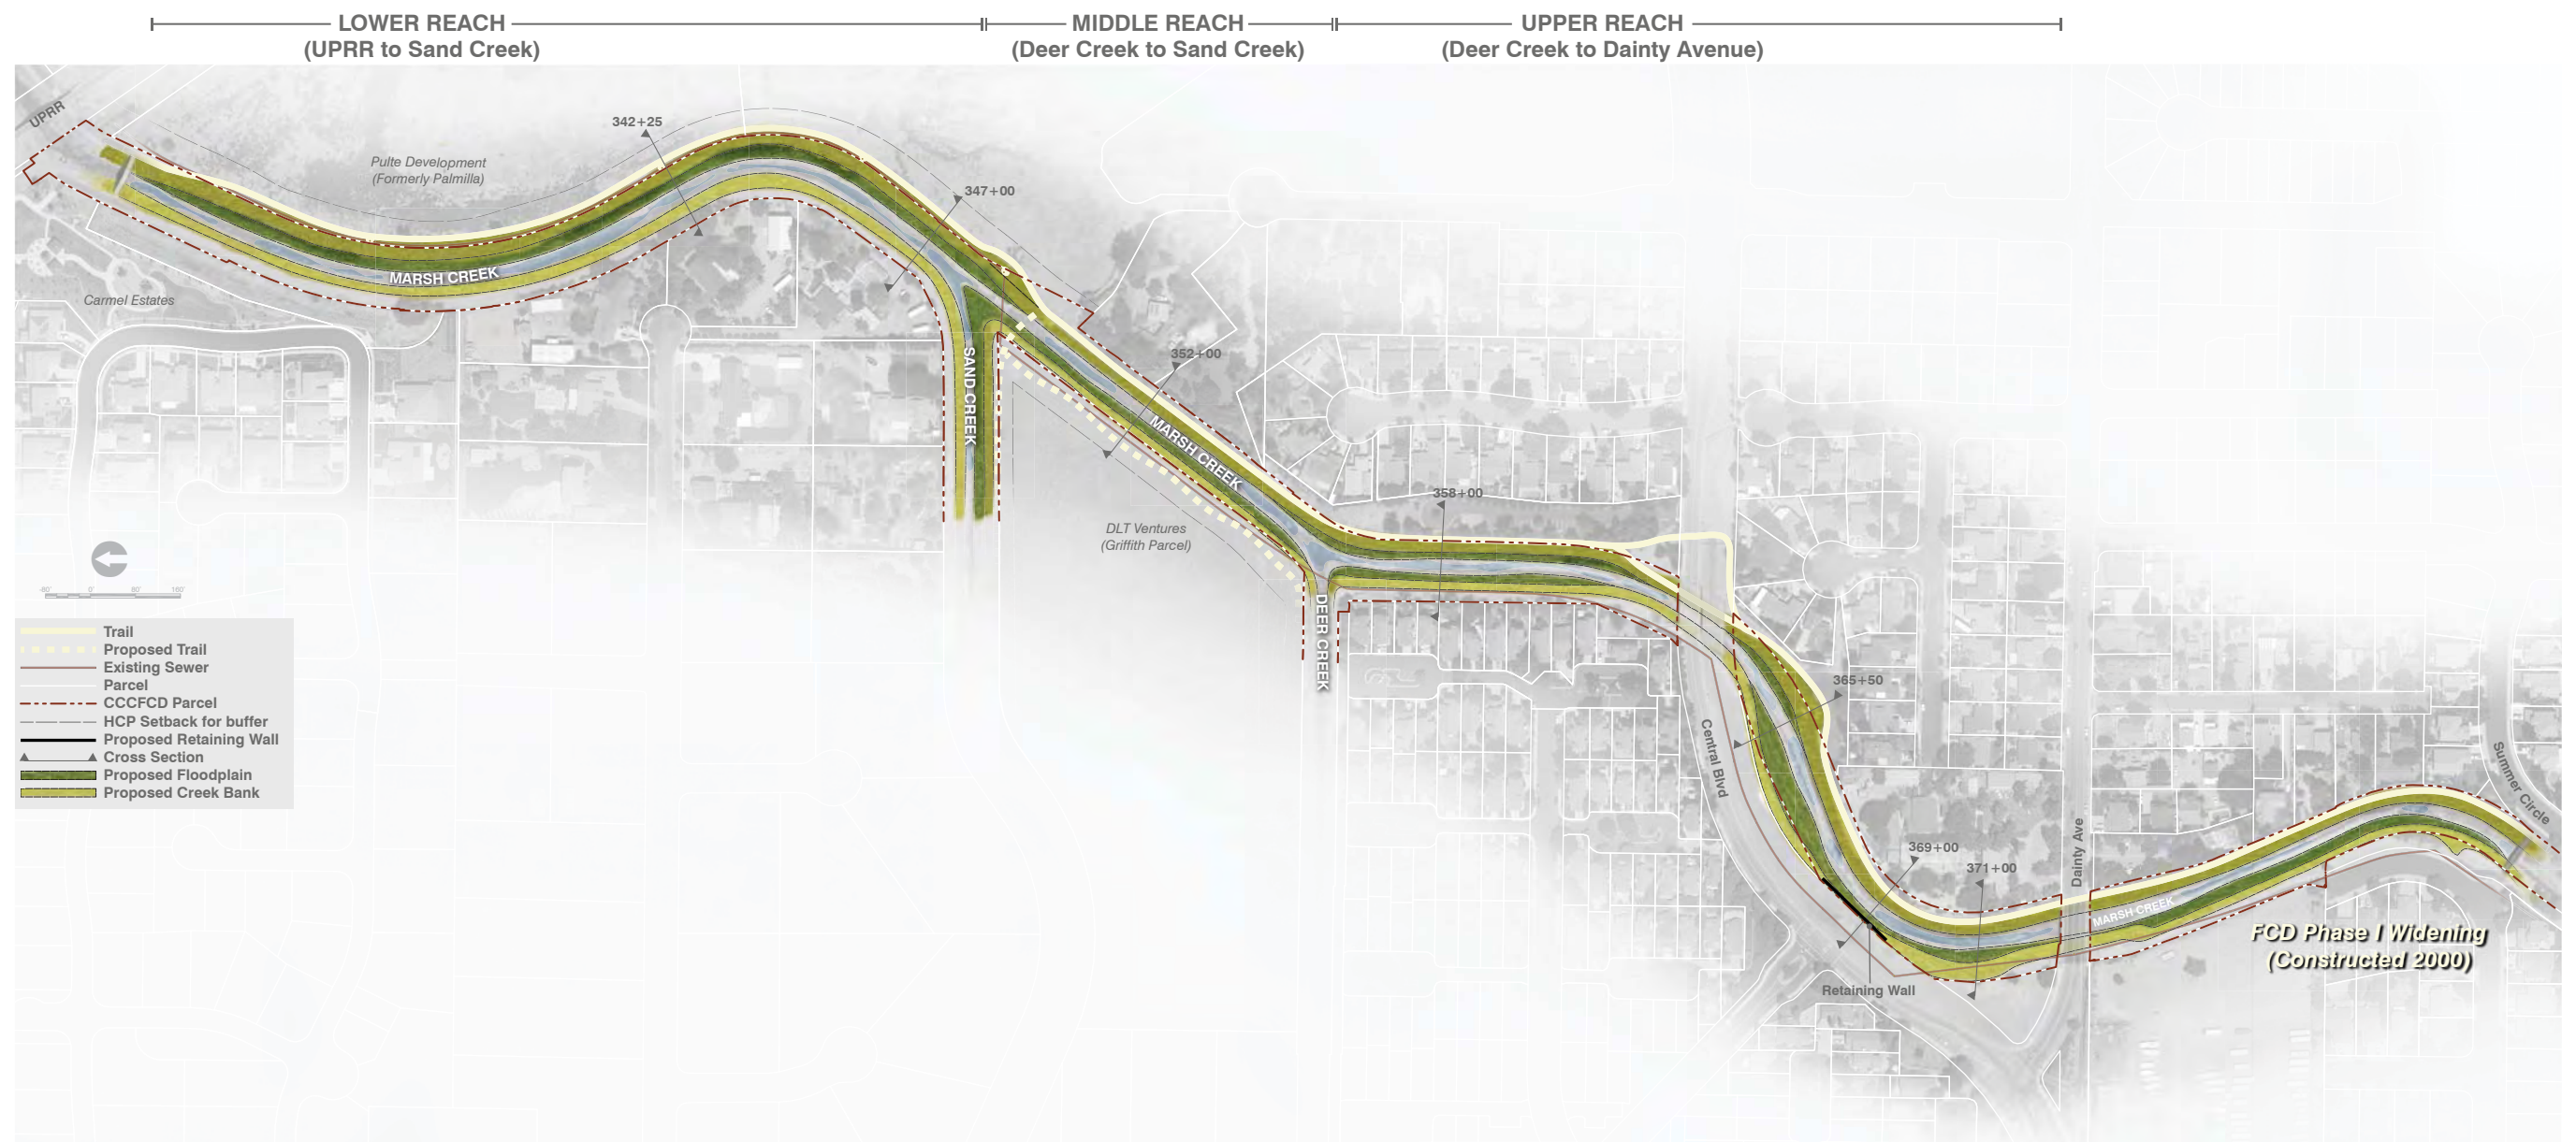 LOWER REACH
(UPRR to Sand Creek)
MIDDLE REACH
(Deer Creek to Sand Creek)
UPPER REACH
(Deer Creek to Dainty Avenue)
UPRR
342+25
Pulte Development
(Formerly Palmilla)
347+00
MARSH CREEK
Carmel Estates
352+00
SAND CREEK
MARSH CREEK
358+00
DLT Ventures
(Griffith Parcel)
-80' 0' 80' 160'
DEER CREEK
Trail
Proposed Trail
Existing Sewer
Parcel
CCCFCD Parcel
HCP Setback for buffer
Proposed Retaining Wall
Cross Section
Proposed Floodplain
Proposed Creek Bank
365+50
Central Blvd
Summer Circle
369+00
371+00
Dainty Ave
MARSH CREEK
FCD Phase I Widening
(Constructed 2000)
Retaining Wall